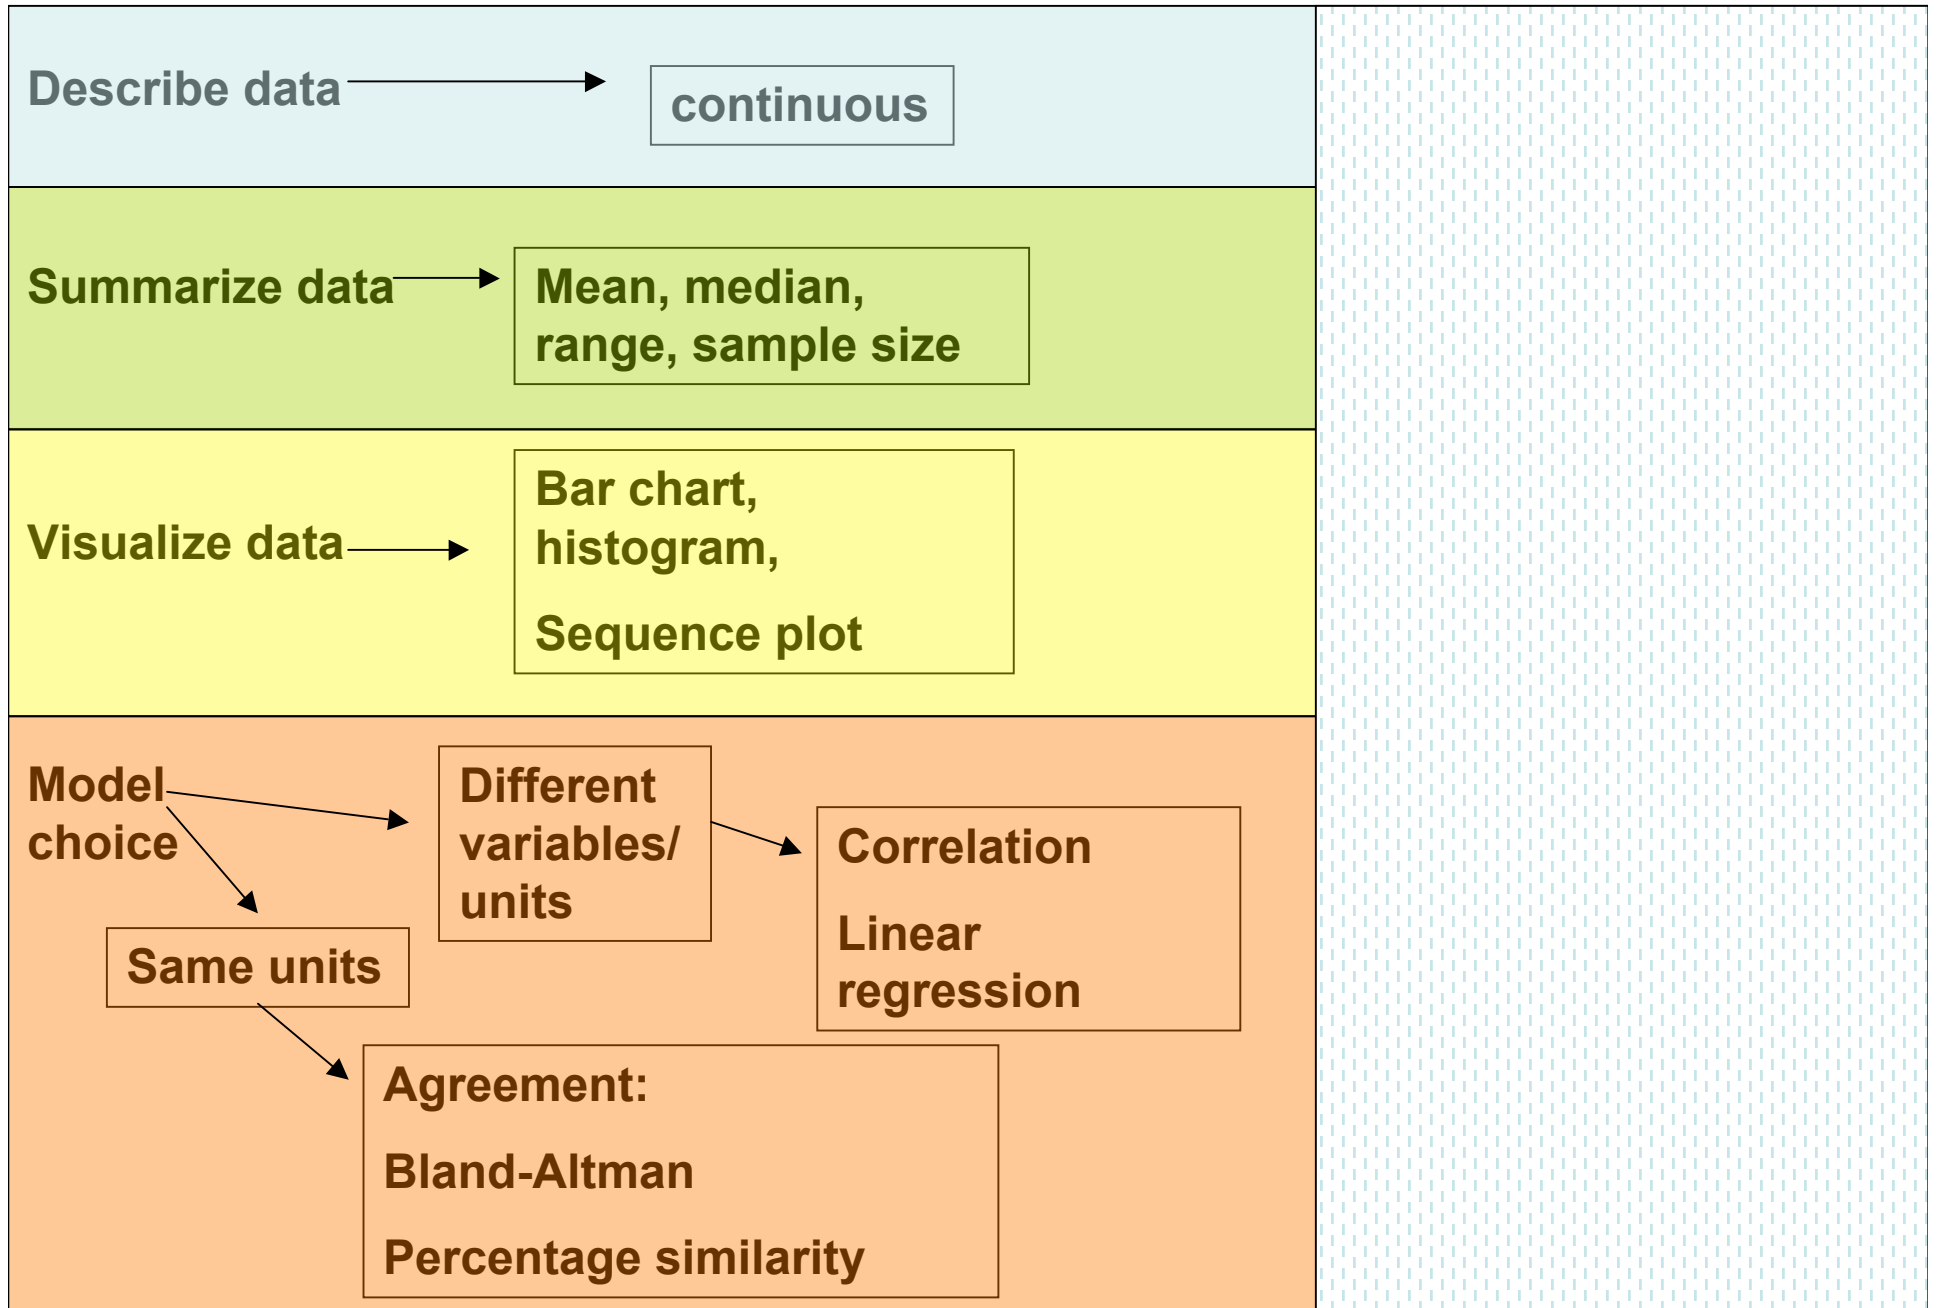 Describe data
continuous
Summarize data
Mean, median,
range, sample size
Visualize data
Bar chart,
histogram,
Sequence plot
Model
choice
Different
variables/
units
Correlation
Linear
regression
Same units
Agreement:
Bland-Altman
Percentage similarity